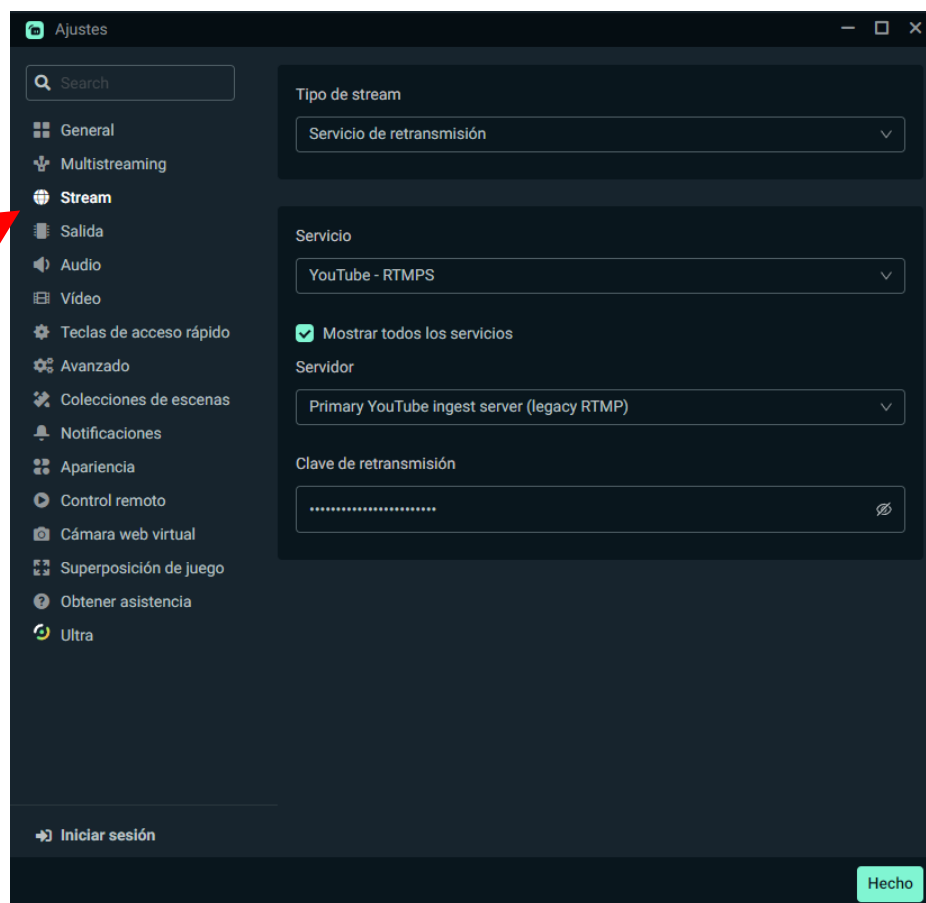 Ajustes
Search
General
Multistreaming
Stream
Salida
Audio
Vídeo
Teclas de acceso rápido
Avanzado
Colecciones de escenas
Notificaciones
Apariencia
Control remoto
Cámara web virtual
Superposición de juego
Obtener asistencia
Ultra
Iniciar sesión
Tipo de stream
Servicio de retransmisión
Servicio
YouTube - RTMPS
Mostrar todos los servicios
Servidor
Primary YouTube ingest server (legacy RTMP)
Clave de retransmisión
Hecho